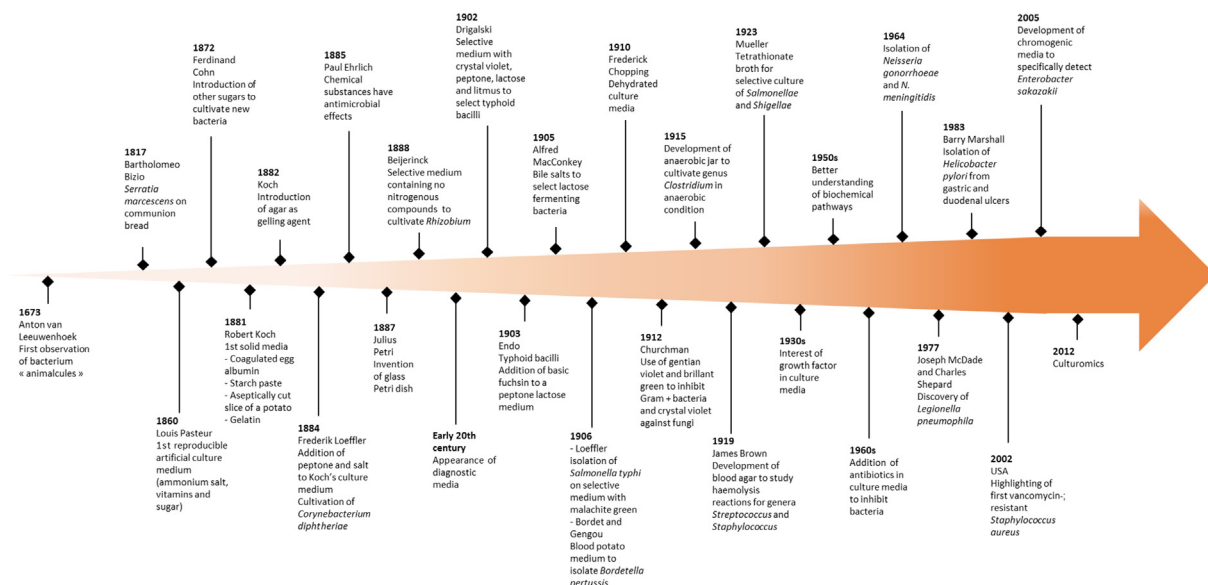 1673
Anton van
Leeuwenhoek
First observation
of bacterium
« animalcules »
1817
Bartholomeo
Bizio
Serratia
marcescens on
communion
bread
1860
Louis Pasteur
1st reproducible
artificial culture
medium
(ammonium salt,
vitamins and
sugar)
1872
Ferdinand
Cohn
Introduction of
other sugars to
cultivate new
bacteria
1881
Robert Koch
1st solid media
- Coagulated egg
albumin
- Starch paste
- Aseptically cut
slice of a potato
- Gelatin
1882
Koch
Introduction
of agar as
gelling agent
1884
Frederik Loeffler
Addition of
peptone and salt
to Koch's culture
medium
Cultivation of
Corynebacterium
diphtheriae
1885
Paul Ehrlich
Chemical
substances have
antimicrobial
effects
1887
Julius
Petri
Invention
of glass
Petri dish
1888
Beijerinck
Selective medium
containing no
nitrogenous
compounds to
cultivate Rhizobium
Early 20th
century
Appearance of
diagnostic
media
1902
Drigalski
Selective
medium with
crystal violet,
peptone, lactose
and litmus to
select typhoid
bacilli
1903
Endo
Typhoid bacilli
Addition of basic
fuchsin to a
peptone lactose
medium
1905
Alfred
MacConkey
Bile salts to
select lactose
fermenting
bacteria
1906
- Loeffler
isolation of
Salmonella typhi
on selective
medium with
malachite green
- Bordet and
Gengou
Blood potato
medium to
isolate Bordetella
pertussis
1910
Frederick
Chopping
Dehydrated
culture
media
1912
Churchman
Use of gentian
violet and brillant
green to inhibit
Gram + bacteria
and crystal violet
against fungi
1915
Development of
anaerobic jar to
cultivate genus
Clostridium in
anaerobic
condition
1919
James Brown
Development of
blood agar to study
haemolysis
reactions for genera
Streptococcus and
Staphylococcus
1923
Mueller
Tetrathionate
broth for
selective culture
of Salmonellae
and Shigellae
1930s
Interest of
growth factor
in culture
media
1950s
Better
understanding
of biochemical
pathways
1960s
Addition of
antibiotics in
culture media
to inhibit
bacteria
1964
Isolation of
Neisseria
gonorrhoeae
and N.
meningitidis
1977
Joseph McDade
and Charles
Shepard
Discovery of
Legionella
pneumophila
1983
Barry Marshall
Isolation of
Helicobacter
pylori from
gastric and
duodenal ulcers
2002
USA
Highlighting of
first vancomycin-;
resistant
Staphylococcus
aureus
2005
Development of
chromogenic
media to
specifically detect
Enterobacter
sakazakii
2012
Culturomics